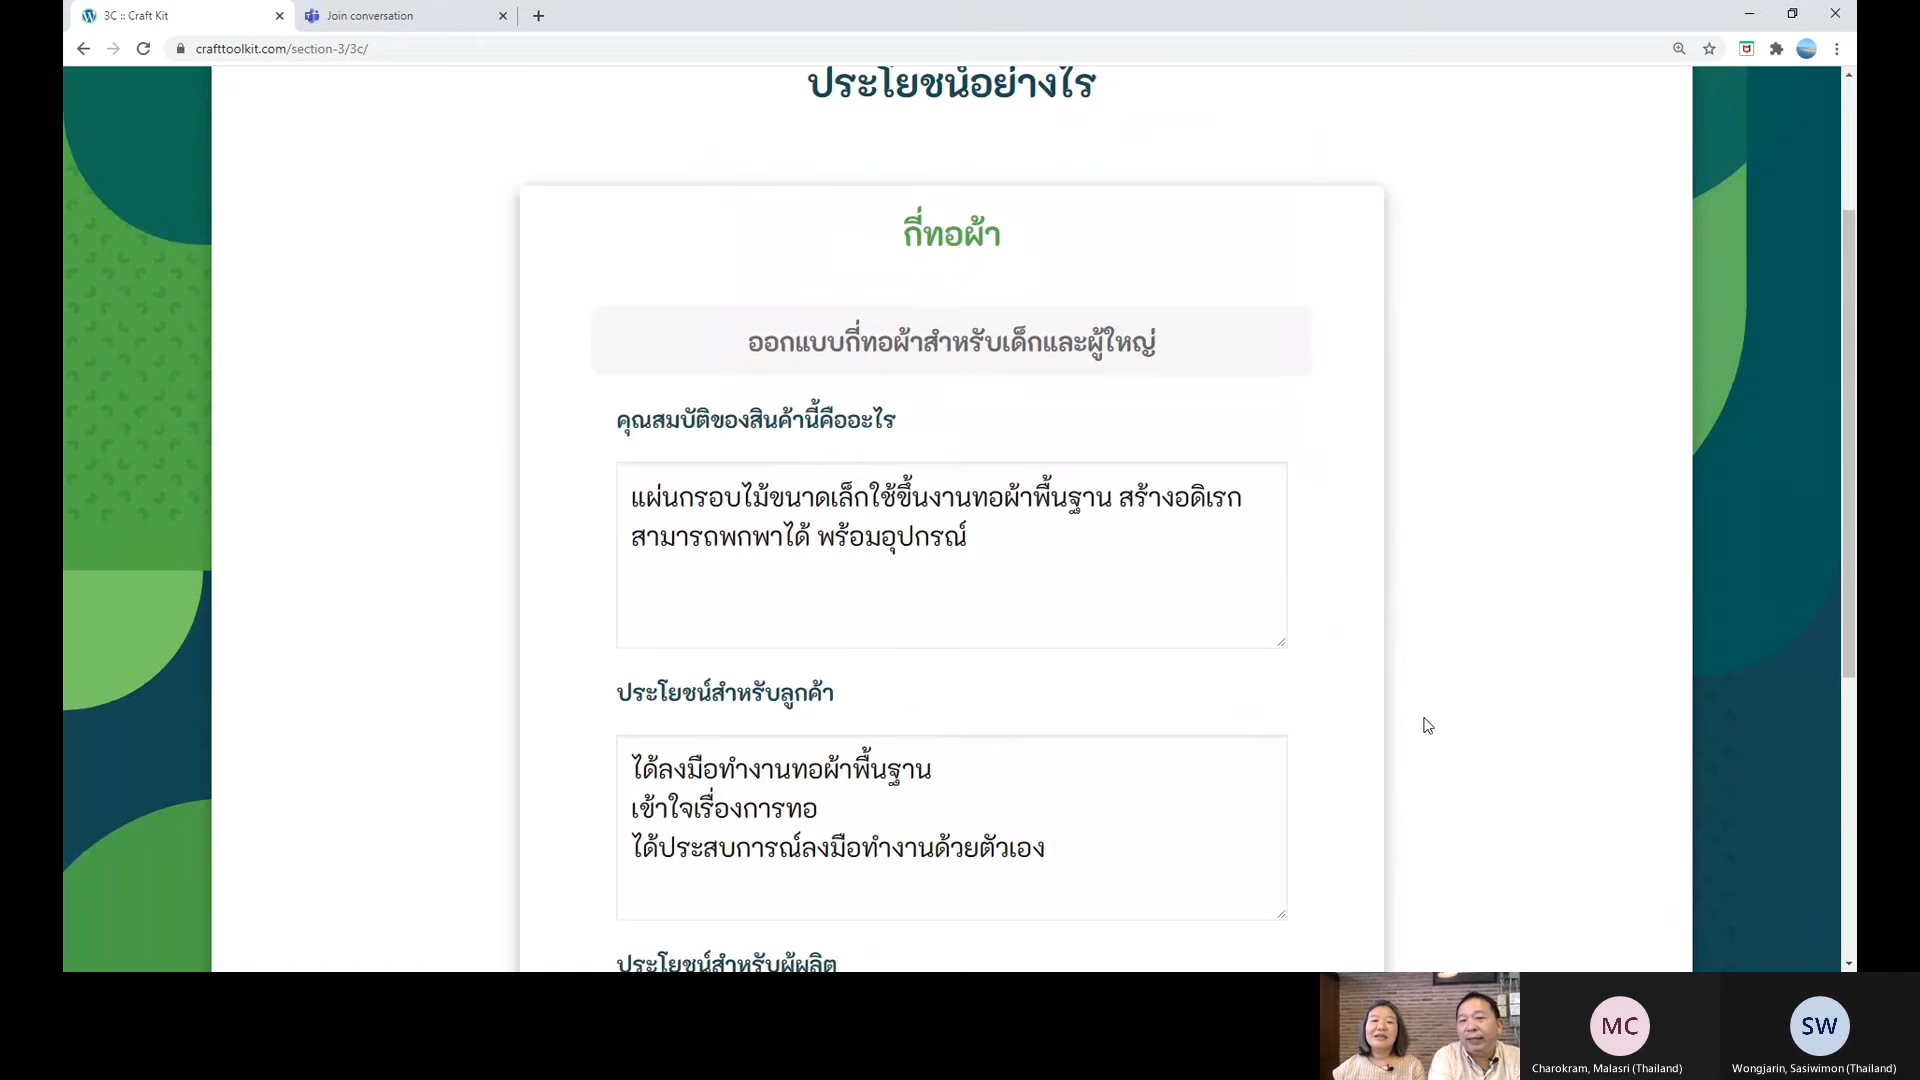 3C :: Craft Kit
Join conversation
crafttoolkit.com/section-3/3c/
ประโยชน์อย่างไร
กี่ทอผ้า
ออกแบบกี่ทอผ้าสำหรับเด็กและผู้ใหญ่
คุณสมบัติของสินค้านี้คืออะไร
แผ่นกรอบไม้ขนาดเล็กใช้ขึ้นงานทอผ้าพื้นฐาน สร้างอดิเรก
สามารถพกพาได้ พร้อมอุปกรณ์
ประโยชน์สำหรับลูกค้า
ได้ลงมือทำงานทอผ้าพื้นฐาน
เข้าใจเรื่องการทอ
ได้ประสบการณ์ลงมือทำงานด้วยตัวเอง
ประโยชน์สำหรับผู้ผลิต
MC
SW
Charokram, Malasri (Thailand)
Wongjarin, Sasiwimon (Thailand)